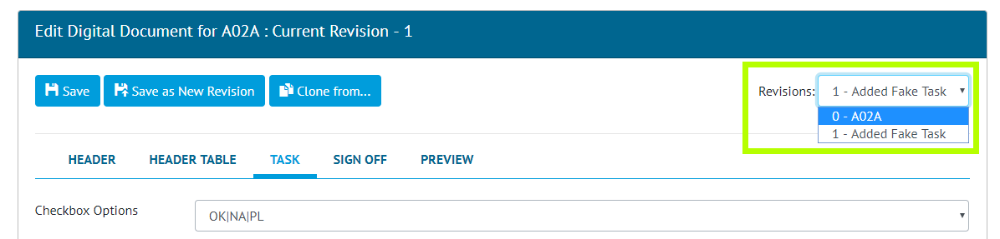 Edit Digital Document for A02A : Current Revision - 1
Save Save as New Revision Clone from... Revisions: 1 - Added Fake Task
0 - A02A
1 - Added Fake Task
HEADER HEADER TABLE TASK SIGN OFF PREVIEW
Checkbox Options OK|NA|PL